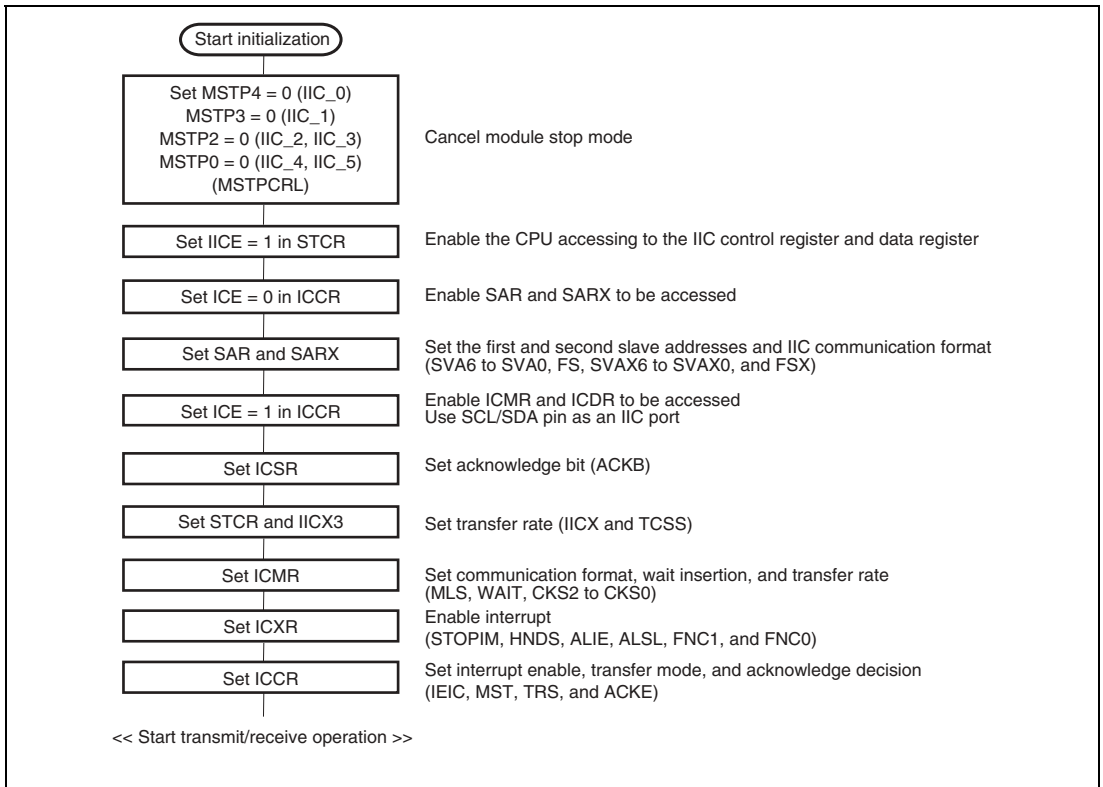 Start initialization
Set MSTP4 = 0 (IIC_0)
MSTP3 = 0 (IIC_1)
MSTP2 = 0 (IIC_2, IIC_3)
MSTP0 = 0 (IIC_4, IIC_5)
(MSTPCRL)
Cancel module stop mode
Set IICE = 1 in STCR
Enable the CPU accessing to the IIC control register and data register
Set ICE = 0 in ICCR
Enable SAR and SARX to be accessed
Set SAR and SARX
Set the first and second slave addresses and IIC communication format
(SVA6 to SVA0, FS, SVAX6 to SVAX0, and FSX)
Set ICE = 1 in ICCR
Enable ICMR and ICDR to be accessed
Use SCL/SDA pin as an IIC port
Set ICSR
Set acknowledge bit (ACKB)
Set STCR and IICX3
Set transfer rate (IICX and TCSS)
Set ICMR
Set communication format, wait insertion, and transfer rate
(MLS, WAIT, CKS2 to CKS0)
Set ICXR
Enable interrupt
(STOPIM, HNDS, ALIE, ALSL, FNC1, and FNC0)
Set ICCR
Set interrupt enable, transfer mode, and acknowledge decision
(IEIC, MST, TRS, and ACKE)
<< Start transmit/receive operation >>